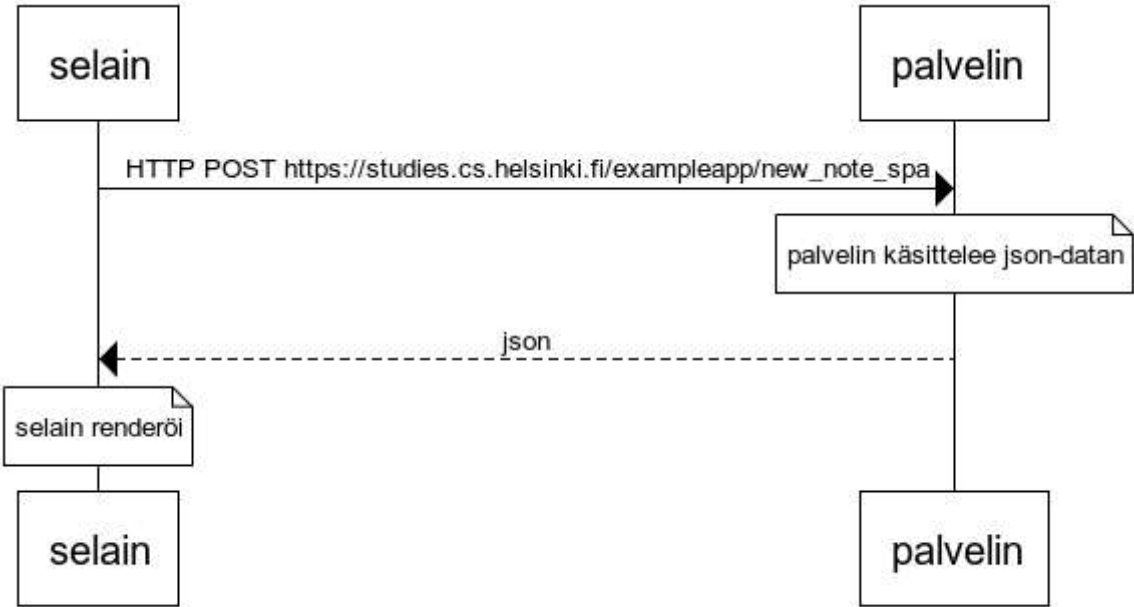 selain
palvelin
HTTP POST https://studies.cs.helsinki.fi/exampleapp/new_note_spa
palvelin käsittelee json-datan
json
selain renderöi
selain
palvelin